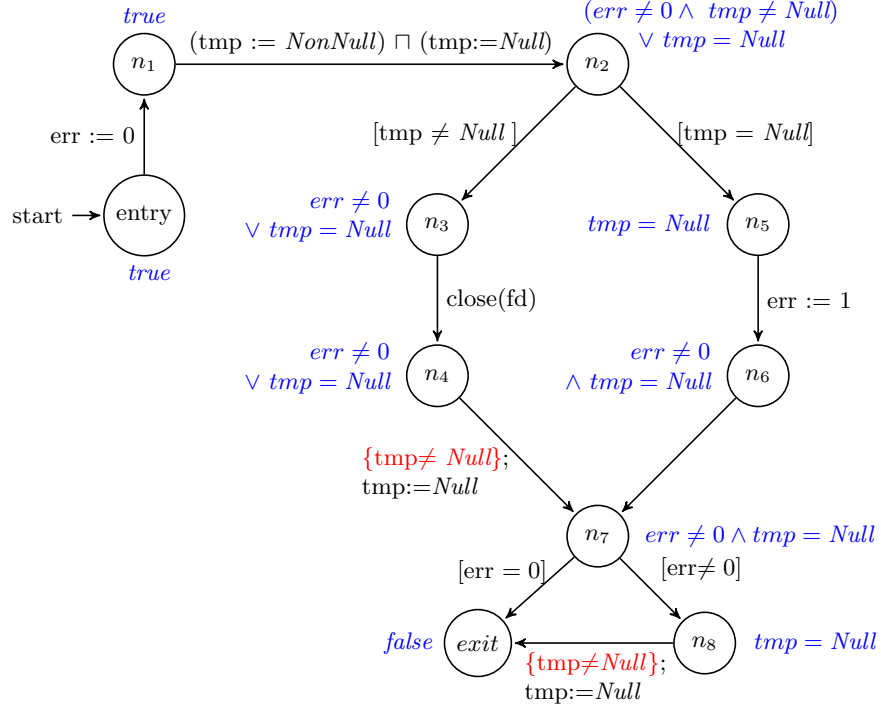 true
(err ≠ 0 ∧ tmp ≠ Null)
∨ tmp = Null
n1
(tmp := NonNull) ⊓ (tmp:=Null)
n2
err := 0
[tmp ≠ Null ]
[tmp = Null]
start
entry
true
err ≠ 0
∨ tmp = Null
n3
tmp = Null
n5
close(fd)
err := 1
err ≠ 0
∨ tmp = Null
n4
err ≠ 0
∧ tmp = Null
n6
{tmp≠ Null};
tmp:=Null
n7
err ≠ 0 ∧ tmp = Null
[err = 0]
[err≠ 0]
false
exit
n8
tmp = Null
{tmp≠Null};
tmp:=Null